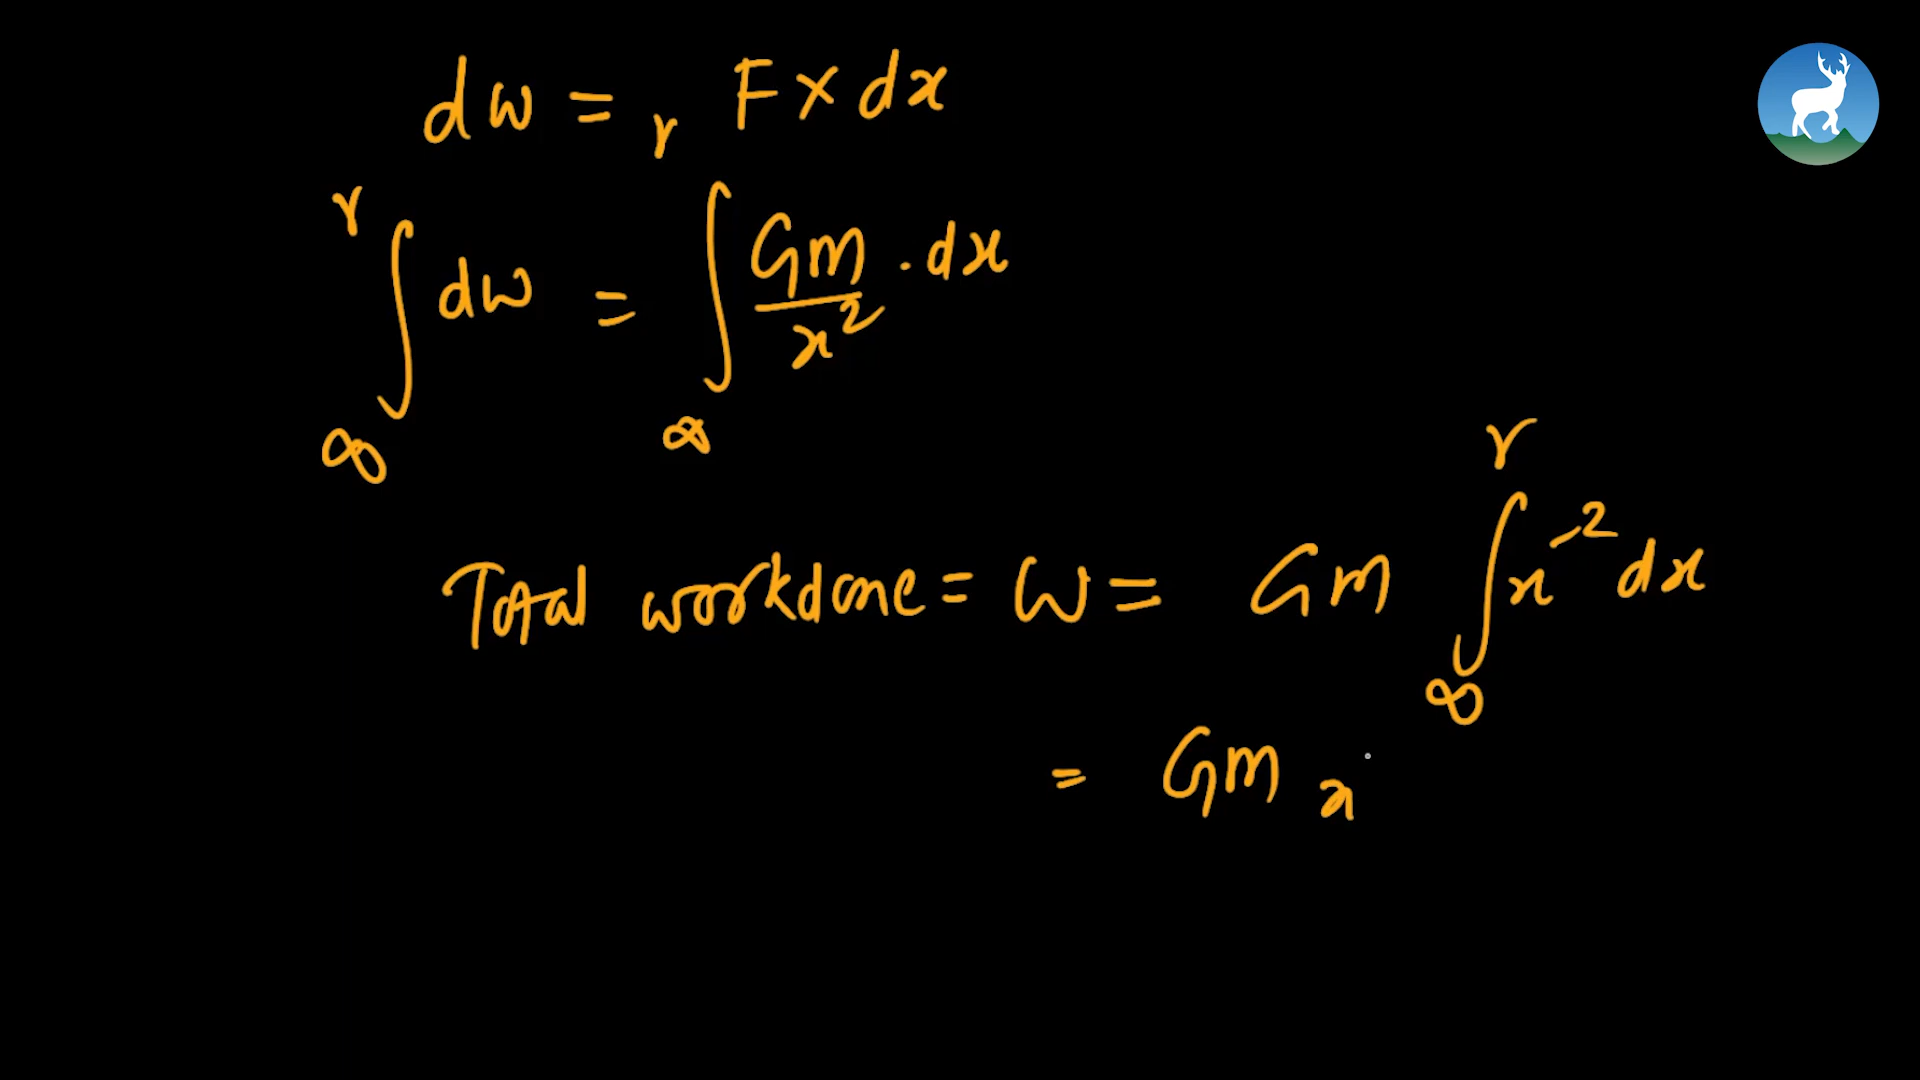 dw = F × dx
∫_∞^r dw = ∫_∞^r Gm/x² . dx
Total workdone = W = Gm ∫_∞^r x⁻² dx
= Gm x